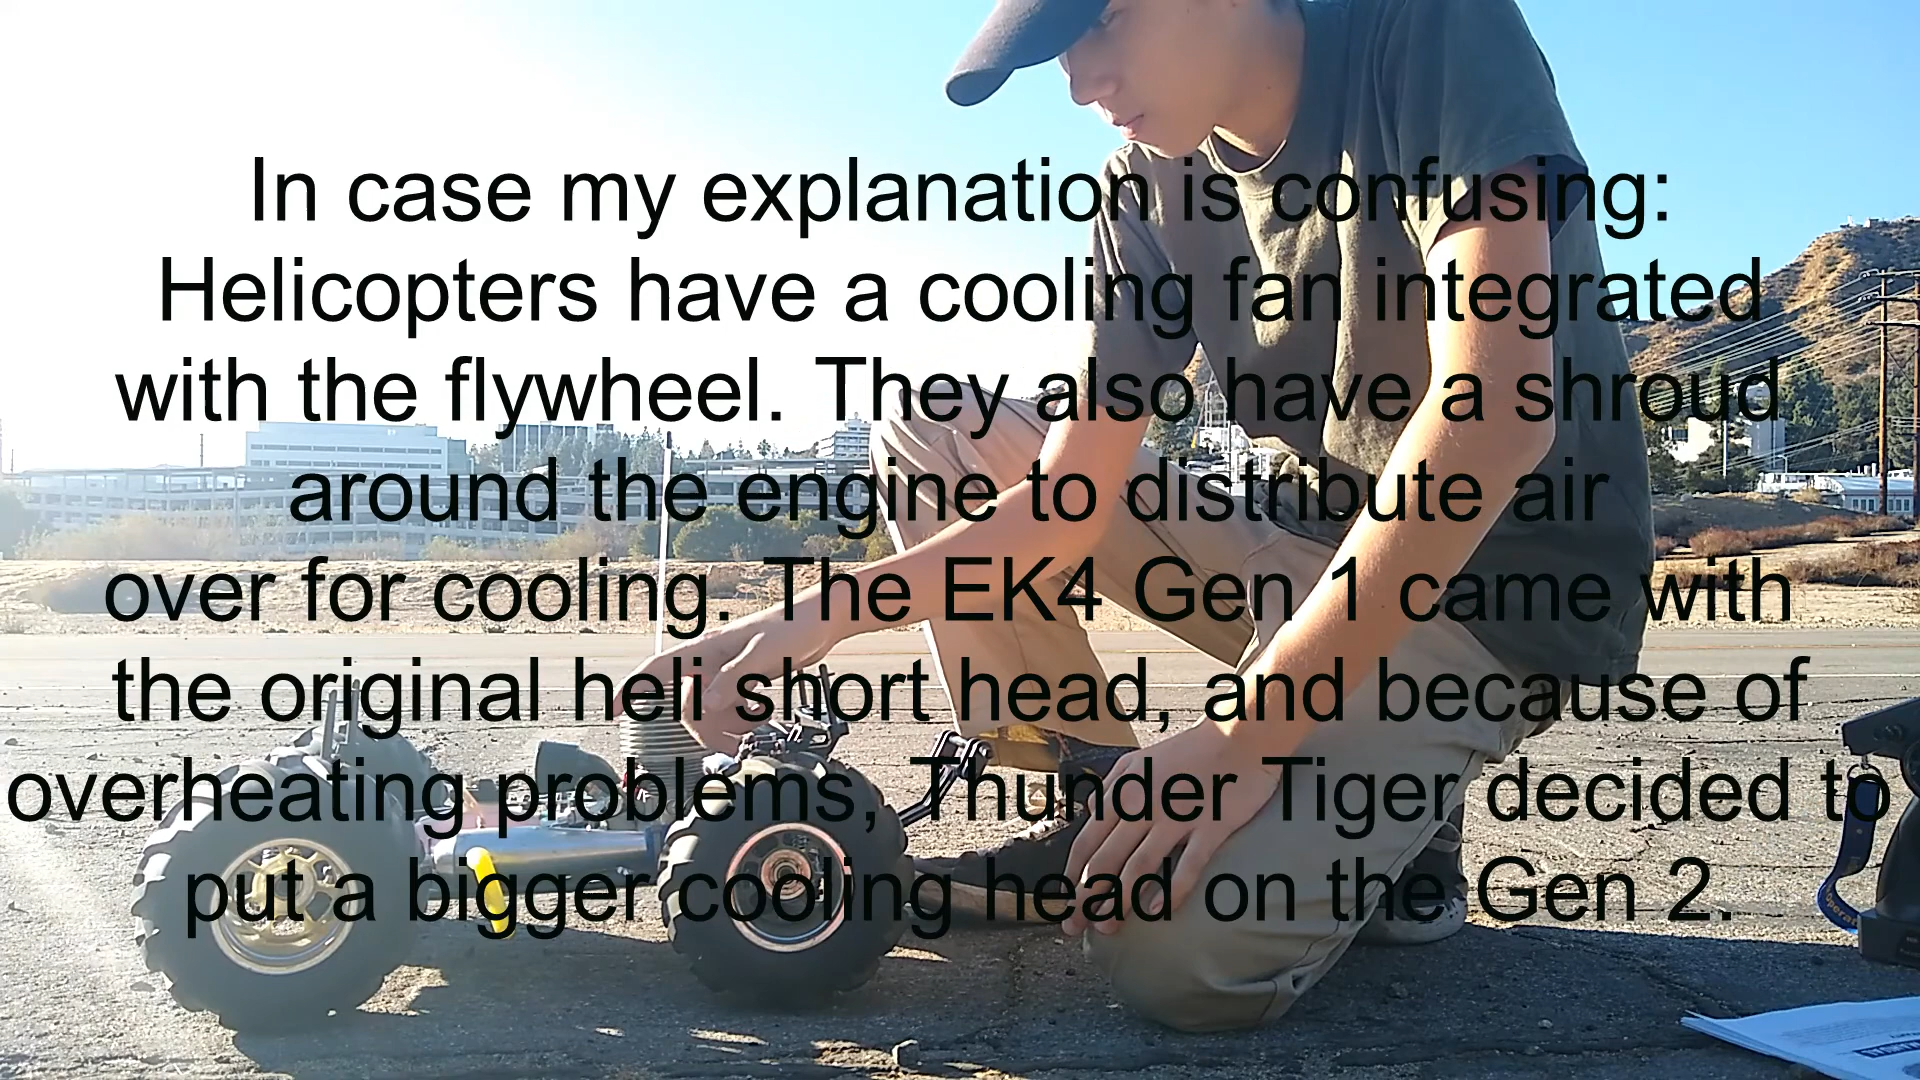 In case my explanation is confusing:
Helicopters have a cooling fan integrated
with the flywheel. They also have a shroud
around the engine to distribute air
over for cooling. The EK4 Gen 1 came with
the original heli short head, and because of
overheating problems, Thunder Tiger decided to
put a bigger cooling head on the Gen 2.